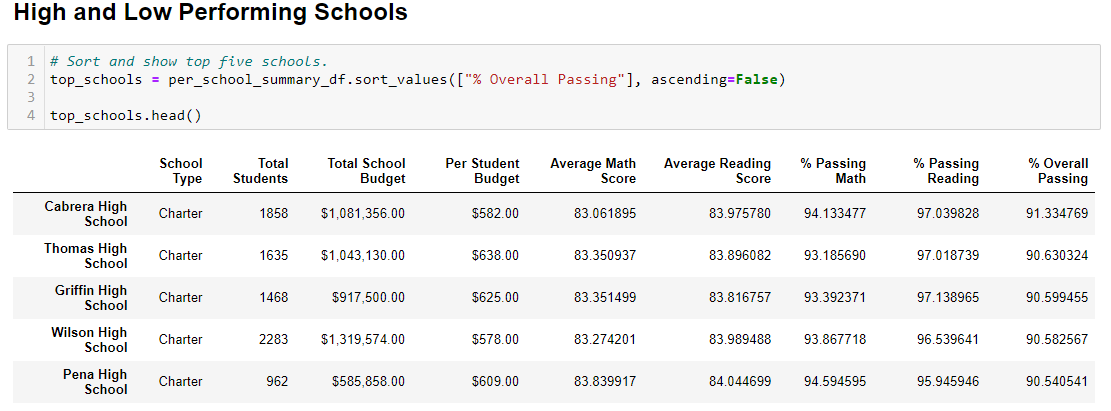 High and Low Performing Schools
1 # Sort and show top five schools.
2 top_schools = per_school_summary_df.sort_values(["% Overall Passing"], ascending=False)
3
4 top_schools.head()
School Type Total Students Total School Budget Per Student Budget Average Math Score Average Reading Score % Passing Math % Passing Reading % Overall Passing
Cabrera High School Charter 1858 $1,081,356.00 $582.00 83.061895 83.975780 94.133477 97.039828 91.334769
Thomas High School Charter 1635 $1,043,130.00 $638.00 83.350937 83.896082 93.185690 97.018739 90.630324
Griffin High School Charter 1468 $917,500.00 $625.00 83.351499 83.816757 93.392371 97.138965 90.599455
Wilson High School Charter 2283 $1,319,574.00 $578.00 83.274201 83.989488 93.867718 96.539641 90.582567
Pena High School Charter 962 $585,858.00 $609.00 83.839917 84.044699 94.594595 95.945946 90.540541